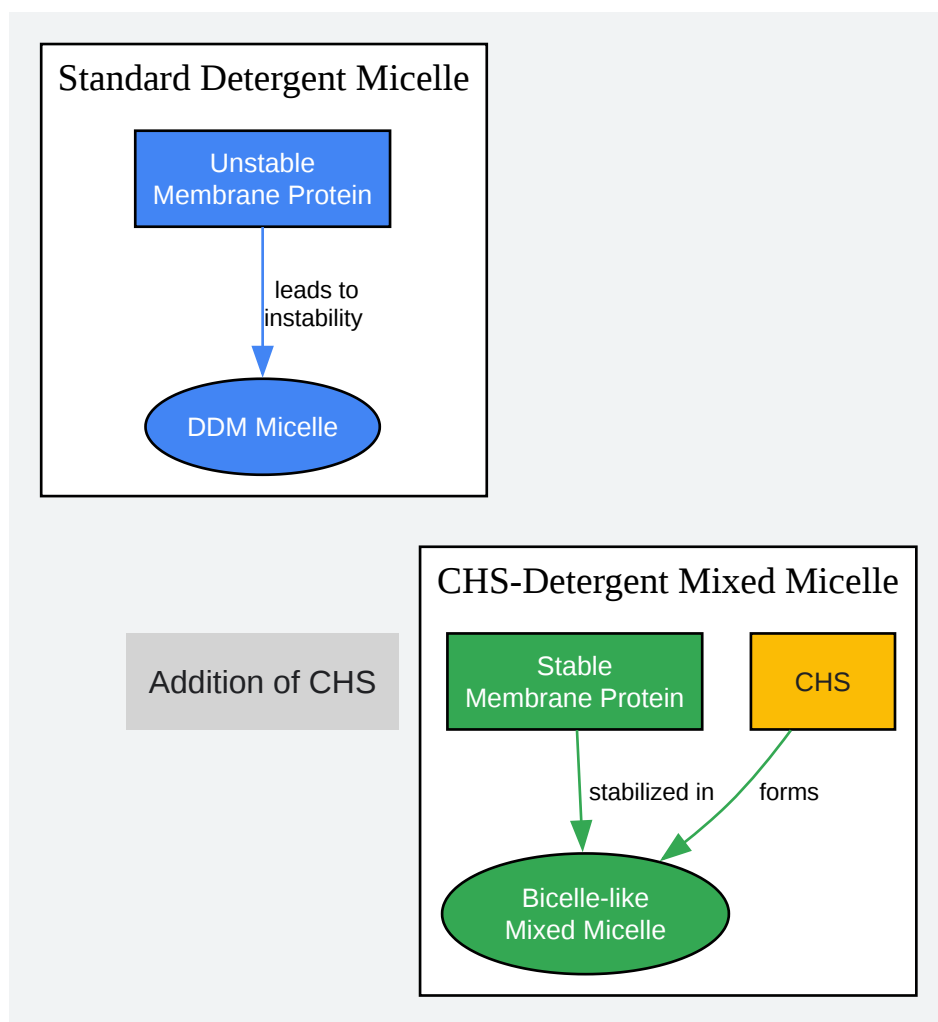 Standard Detergent Micelle
Unstable
Membrane Protein
leads to
instability
DDM Micelle
CHS-Detergent Mixed Micelle
Addition of CHS
Stable
Membrane Protein
CHS
stabilized in
forms
Bicelle-like
Mixed Micelle